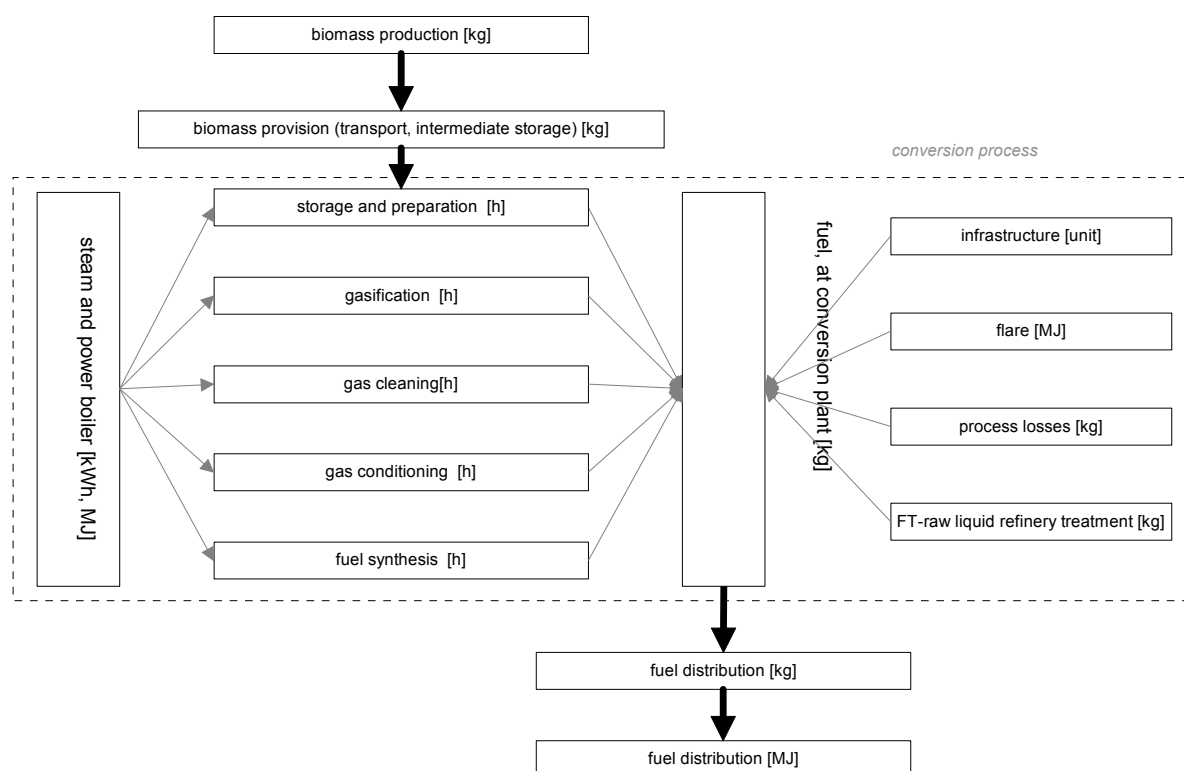 biomass production [kg]
biomass provision (transport, intermediate storage) [kg]
conversion process
steam and power boiler [kWh, MJ]
storage and preparation [h]
gasification [h]
gas cleaning[h]
gas conditioning [h]
fuel synthesis [h]
fuel, at conversion plant [kg]
infrastructure [unit]
flare [MJ]
process losses [kg]
FT-raw liquid refinery treatment [kg]
fuel distribution [kg]
fuel distribution [MJ]